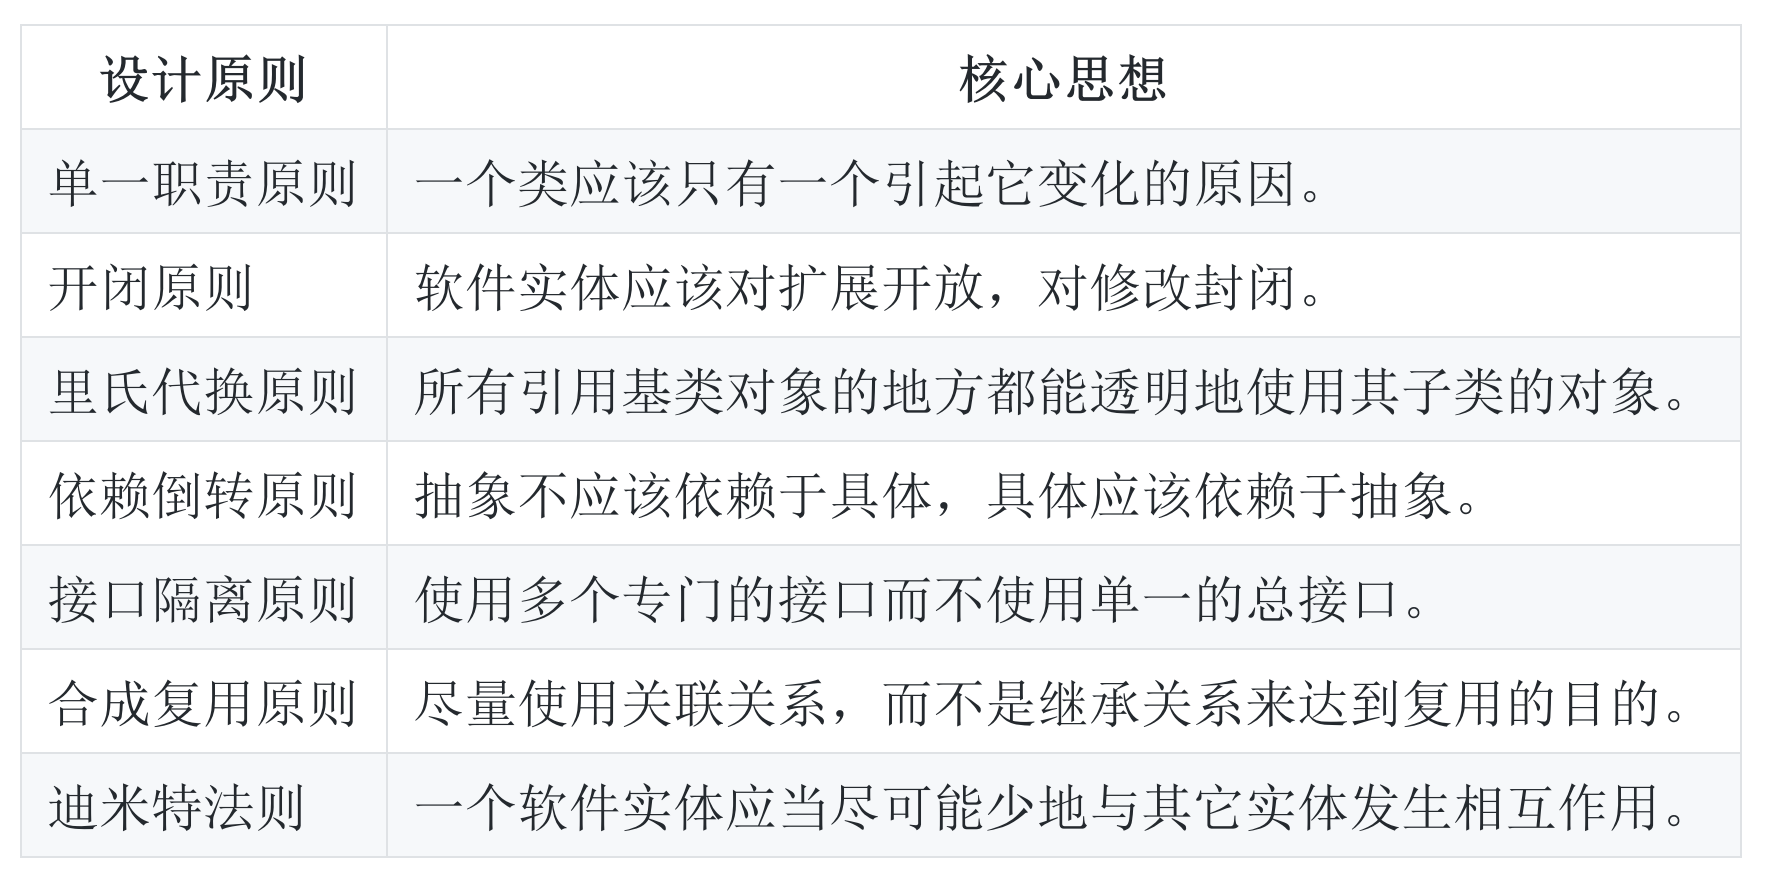 设计原则 核心思想
单一职责原则 一个类应该只有一个引起它变化的原因。
开闭原则 软件实体应该对扩展开放，对修改封闭。
里氏代换原则 所有引用基类对象的地方都能透明地使用其子类的对象。
依赖倒转原则 抽象不应该依赖于具体，具体应该依赖于抽象。
接口隔离原则 使用多个专门的接口而不使用单一的总接口。
合成复用原则 尽量使用关联关系，而不是继承关系来达到复用的目的。
迪米特法则 一个软件实体应当尽可能少地与其它实体发生相互作用。